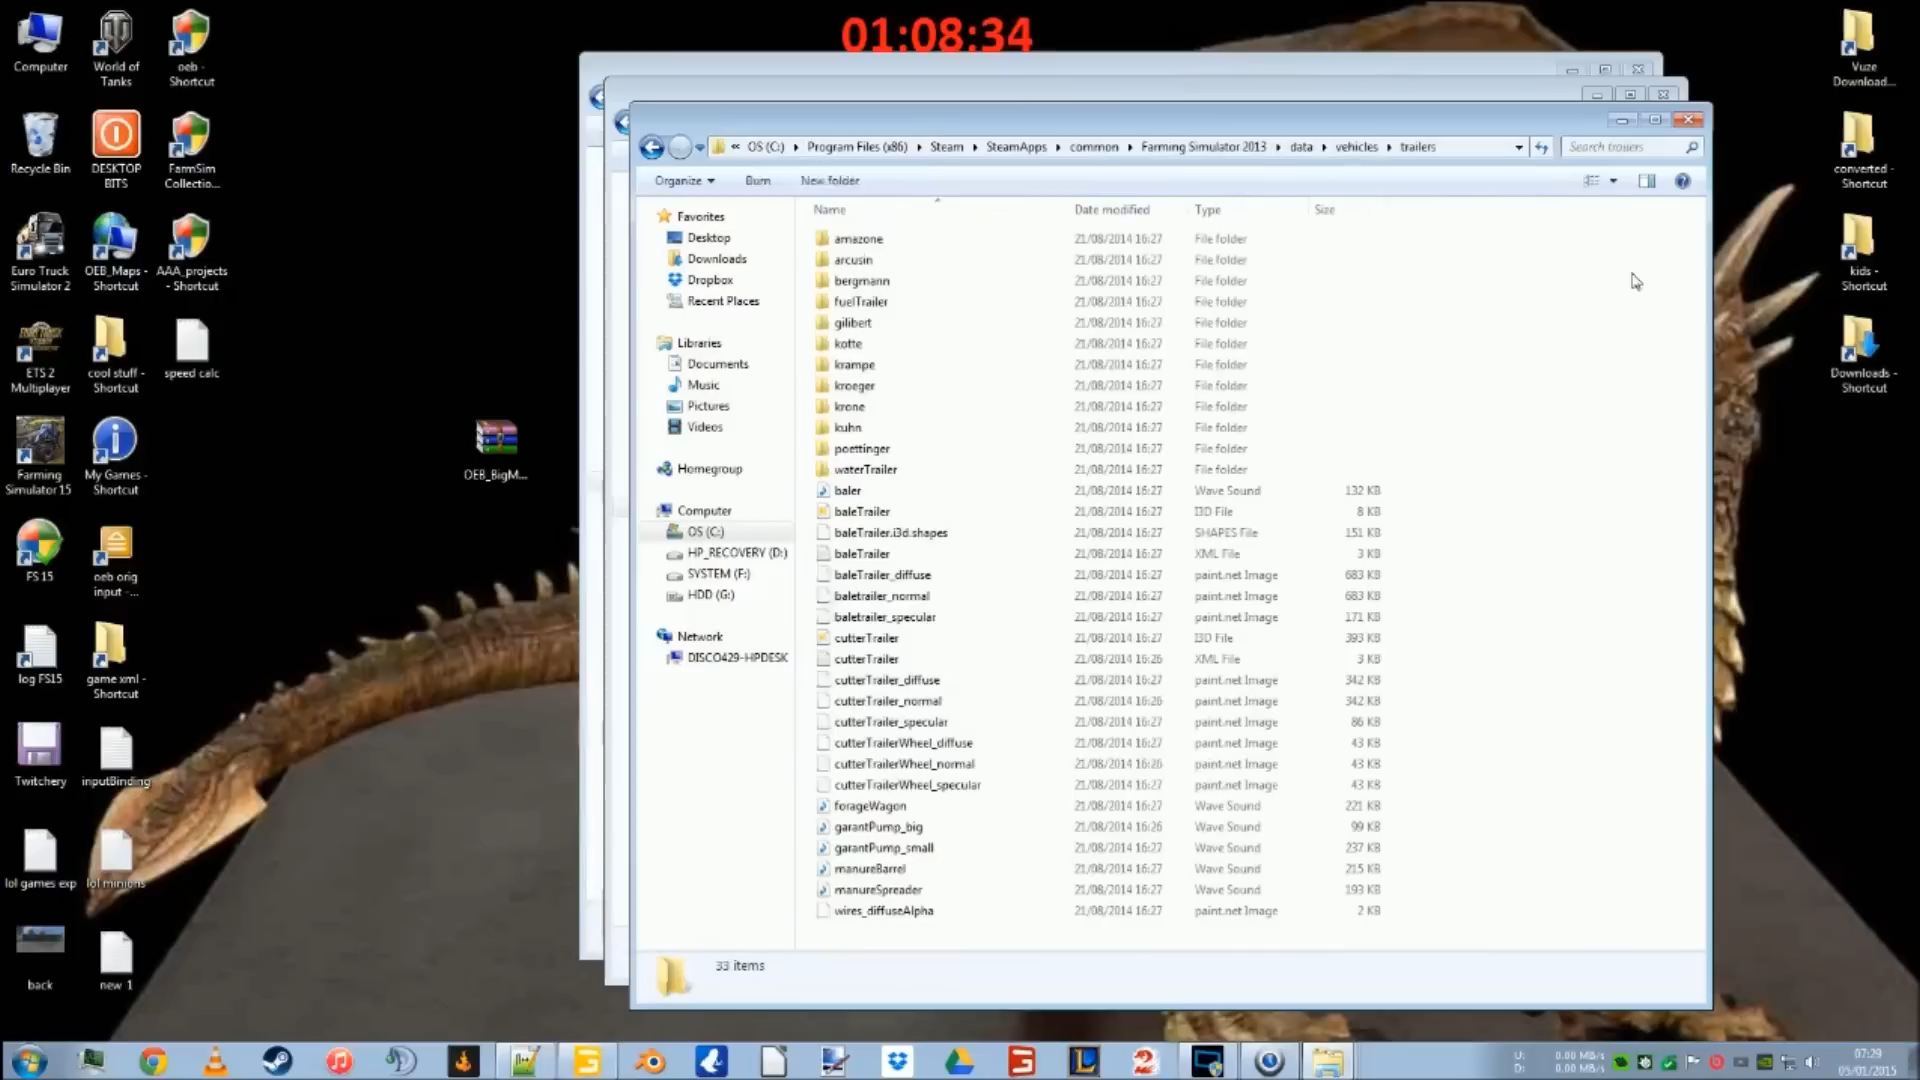 01:08:34
Computer
World of
Tanks
oeb -
Shortcut
Recycle Bin
DESKTOP
BITS
FarmSim
Collectio...
Euro Truck
Simulator 2
OEB_Maps -
Shortcut
AAA_projects
- Shortcut
ETS 2
Multiplayer
cool stuff -
Shortcut
speed calc
Farming
Simulator 15
My Games -
Shortcut
FS 15
oeb orig
input -...
log FS15
game xml -
Shortcut
Twitchery
inputBinding
lol games exp
lol minions
back
new 1
OEB_BigM...
Vuze
Download...
converted -
Shortcut
kids -
Shortcut
Downloads -
Shortcut
« OS (C:) Program Files (x86) Steam SteamApps common Farming Simulator 2013 data vehicles trailers
Search trailers
Organize Burn New folder
Favorites
Desktop
Downloads
Dropbox
Recent Places
Libraries
Documents
Music
Pictures
Videos
Homegroup
Computer
OS (C:)
HP_RECOVERY (D:)
SYSTEM (F:)
HDD (G:)
Network
DISCO429-HPDESK
Name Date modified Type Size
amazone 21/08/2014 16:27 File folder
arcusin 21/08/2014 16:27 File folder
bergmann 21/08/2014 16:27 File folder
fuelTrailer 21/08/2014 16:27 File folder
gilibert 21/08/2014 16:27 File folder
kotte 21/08/2014 16:27 File folder
krampe 21/08/2014 16:27 File folder
kroeger 21/08/2014 16:27 File folder
krone 21/08/2014 16:27 File folder
kuhn 21/08/2014 16:27 File folder
poettinger 21/08/2014 16:27 File folder
waterTrailer 21/08/2014 16:27 File folder
baler 21/08/2014 16:27 Wave Sound 132 KB
baleTrailer 21/08/2014 16:27 I3D File 8 KB
baleTrailer.i3d.shapes 21/08/2014 16:27 SHAPES File 151 KB
baleTrailer 21/08/2014 16:27 XML File 3 KB
baleTrailer_diffuse 21/08/2014 16:27 paint.net Image 683 KB
baletrailer_normal 21/08/2014 16:27 paint.net Image 683 KB
baletrailer_specular 21/08/2014 16:27 paint.net Image 171 KB
cutterTrailer 21/08/2014 16:27 I3D File 393 KB
cutterTrailer 21/08/2014 16:26 XML File 3 KB
cutterTrailer_diffuse 21/08/2014 16:27 paint.net Image 342 KB
cutterTrailer_normal 21/08/2014 16:26 paint.net Image 342 KB
cutterTrailer_specular 21/08/2014 16:27 paint.net Image 86 KB
cutterTrailerWheel_diffuse 21/08/2014 16:27 paint.net Image 43 KB
cutterTrailerWheel_normal 21/08/2014 16:26 paint.net Image 43 KB
cutterTrailerWheel_specular 21/08/2014 16:27 paint.net Image 43 KB
forageWagon 21/08/2014 16:27 Wave Sound 221 KB
garantPump_big 21/08/2014 16:26 Wave Sound 99 KB
garantPump_small 21/08/2014 16:27 Wave Sound 237 KB
manureBarrel 21/08/2014 16:27 Wave Sound 215 KB
manureSpreader 21/08/2014 16:27 Wave Sound 193 KB
wires_diffuseAlpha 21/08/2014 16:27 paint.net Image 2 KB
33 items
U: 0.00 MB/s
D: 0.00 MB/s
07:29
05/01/2015